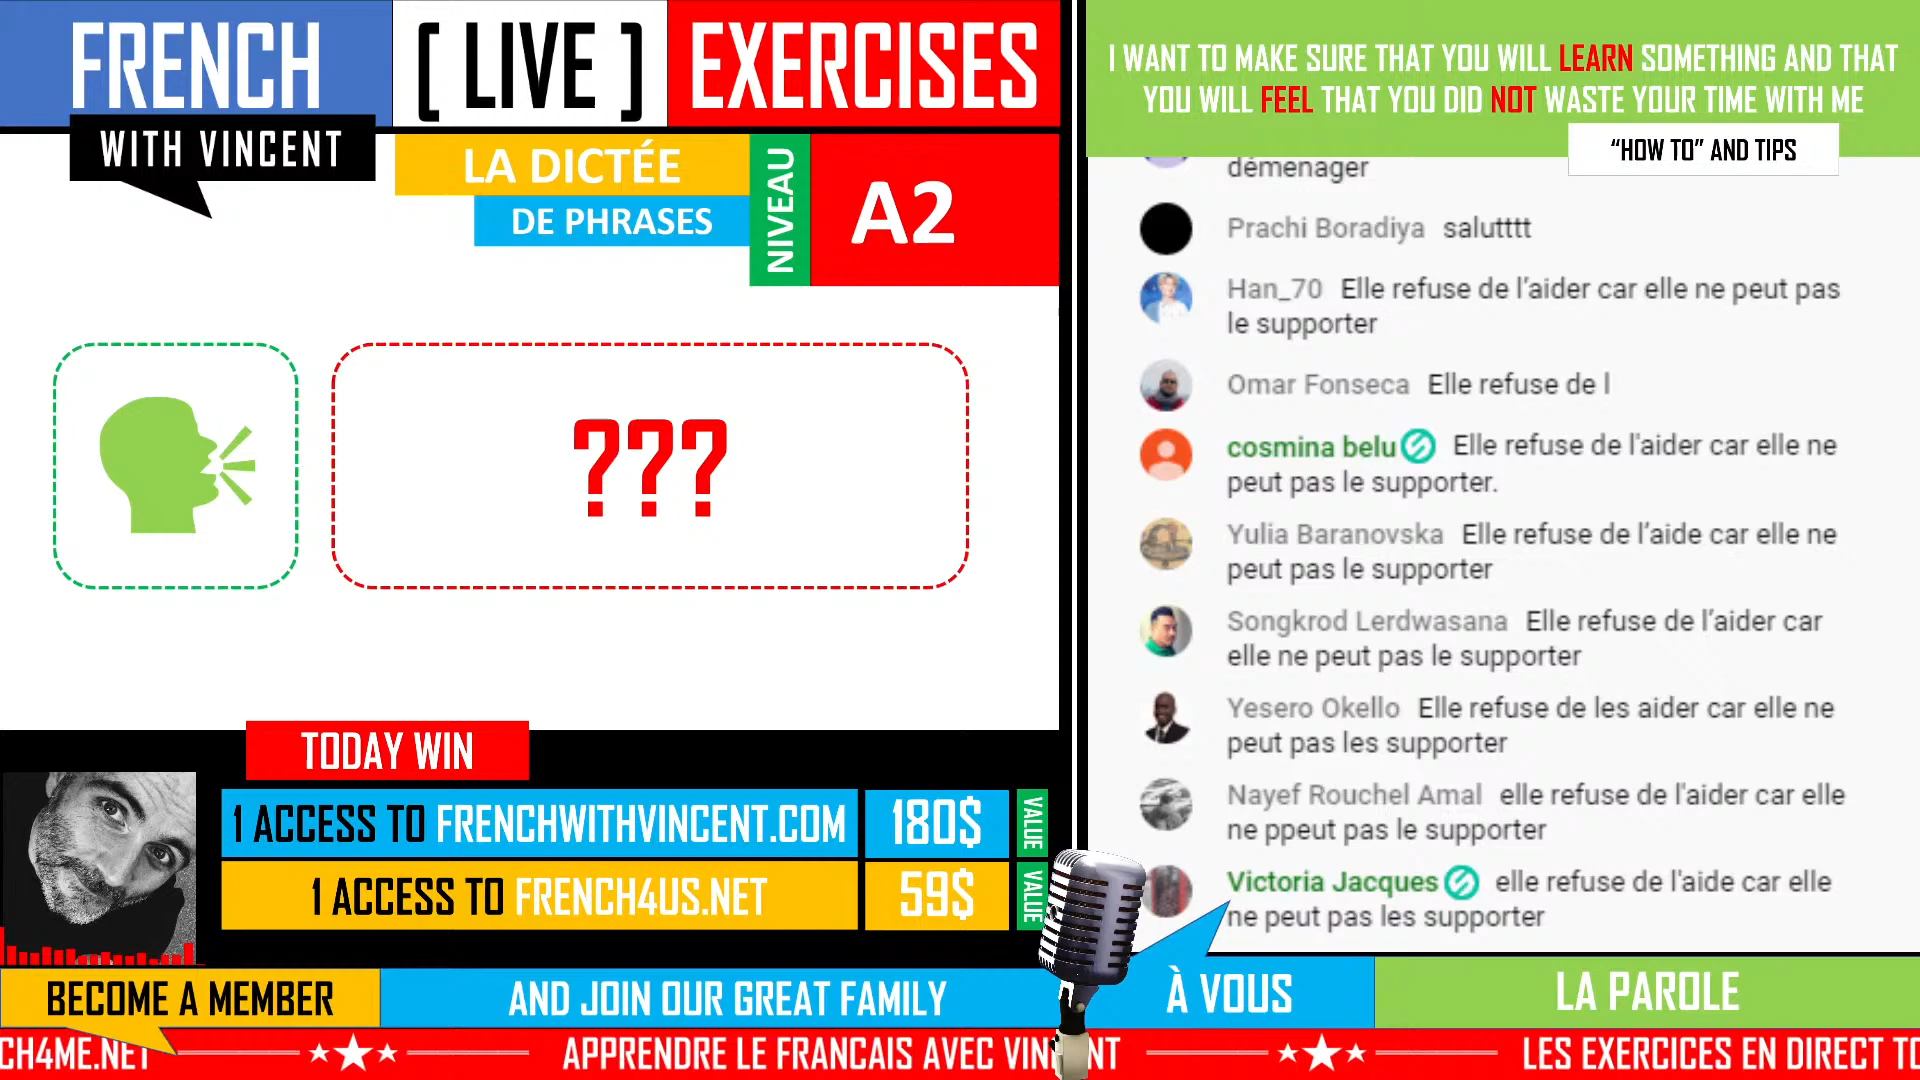 FRENCH [ LIVE ] EXERCISES
WITH VINCENT
LA DICTÉE
DE PHRASES
NIVEAU
A2
???
TODAY WIN
1 ACCESS TO FRENCHWITHVINCENT.COM 180$ VALUE
1 ACCESS TO FRENCH4US.NET 59$ VALUE
BECOME A MEMBER
AND JOIN OUR GREAT FAMILY
I WANT TO MAKE SURE THAT YOU WILL LEARN SOMETHING AND THAT
YOU WILL FEEL THAT YOU DID NOT WASTE YOUR TIME WITH ME
“HOW TO” AND TIPS
démenager
Prachi Boradiya salutttt
Han_70 Elle refuse de l’aider car elle ne peut pas
le supporter
Omar Fonseca Elle refuse de l
cosmina belu Elle refuse de l'aider car elle ne
peut pas le supporter.
Yulia Baranovska Elle refuse de l’aide car elle ne
peut pas le supporter
Songkrod Lerdwasana Elle refuse de l’aider car
elle ne peut pas le supporter
Yesero Okello Elle refuse de les aider car elle ne
peut pas les supporter
Nayef Rouchel Amal elle refuse de l'aider car elle
ne ppeut pas le supporter
Victoria Jacques elle refuse de l'aide car elle
ne peut pas les supporter
À VOUS
LA PAROLE
CH4ME.NET
APPRENDRE LE FRANCAIS AVEC VINCENT
LES EXERCICES EN DIRECT TO